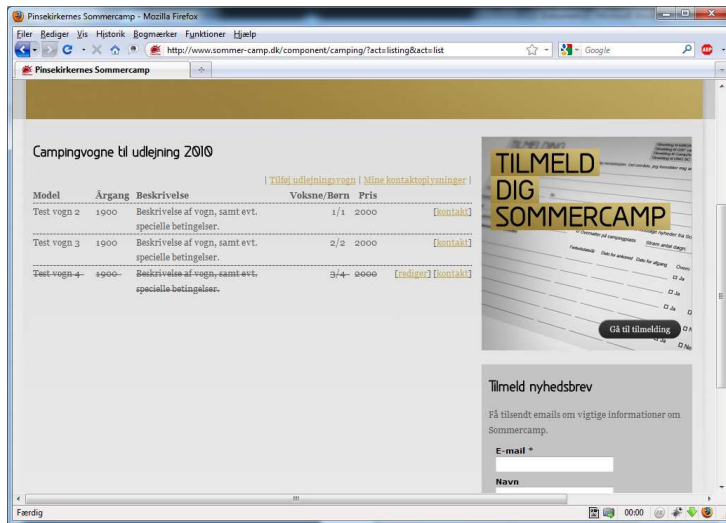 Pinsekirkernes Sommercamp - Mozilla Firefox
Filer Rediger Vis Historik Bogmærker Funktioner Hjælp
http://www.sommer-camp.dk/component/camping/?act=listing&act=list
Google
Pinsekirkernes Sommercamp
Campingvogne til udlejning 2010
| Tilføj udlejningsvogn | Mine kontaktoplysninger |
Model Årgang Beskrivelse Voksne/Børn Pris
Test vogn 2 1900 Beskrivelse af vogn, samt evt. 1/1 2000 [kontakt]
specielle betingelser.
Test vogn 3 1900 Beskrivelse af vogn, samt evt. 2/2 2000 [kontakt]
specielle betingelser.
Test vogn 4 1900 Beskrivelse af vogn, samt evt. 3/4 2000 [rediger] [kontakt]
specielle betingelser.
TILMELD
DIG
SOMMERCAMP
Ja
Ja
Ja
Gå til tilmelding
Tilmeld nyhedsbrev
Få tilsendt emails om vigtige informationer om
Sommercamp.
E-mail *
Navn
Færdig
00:00